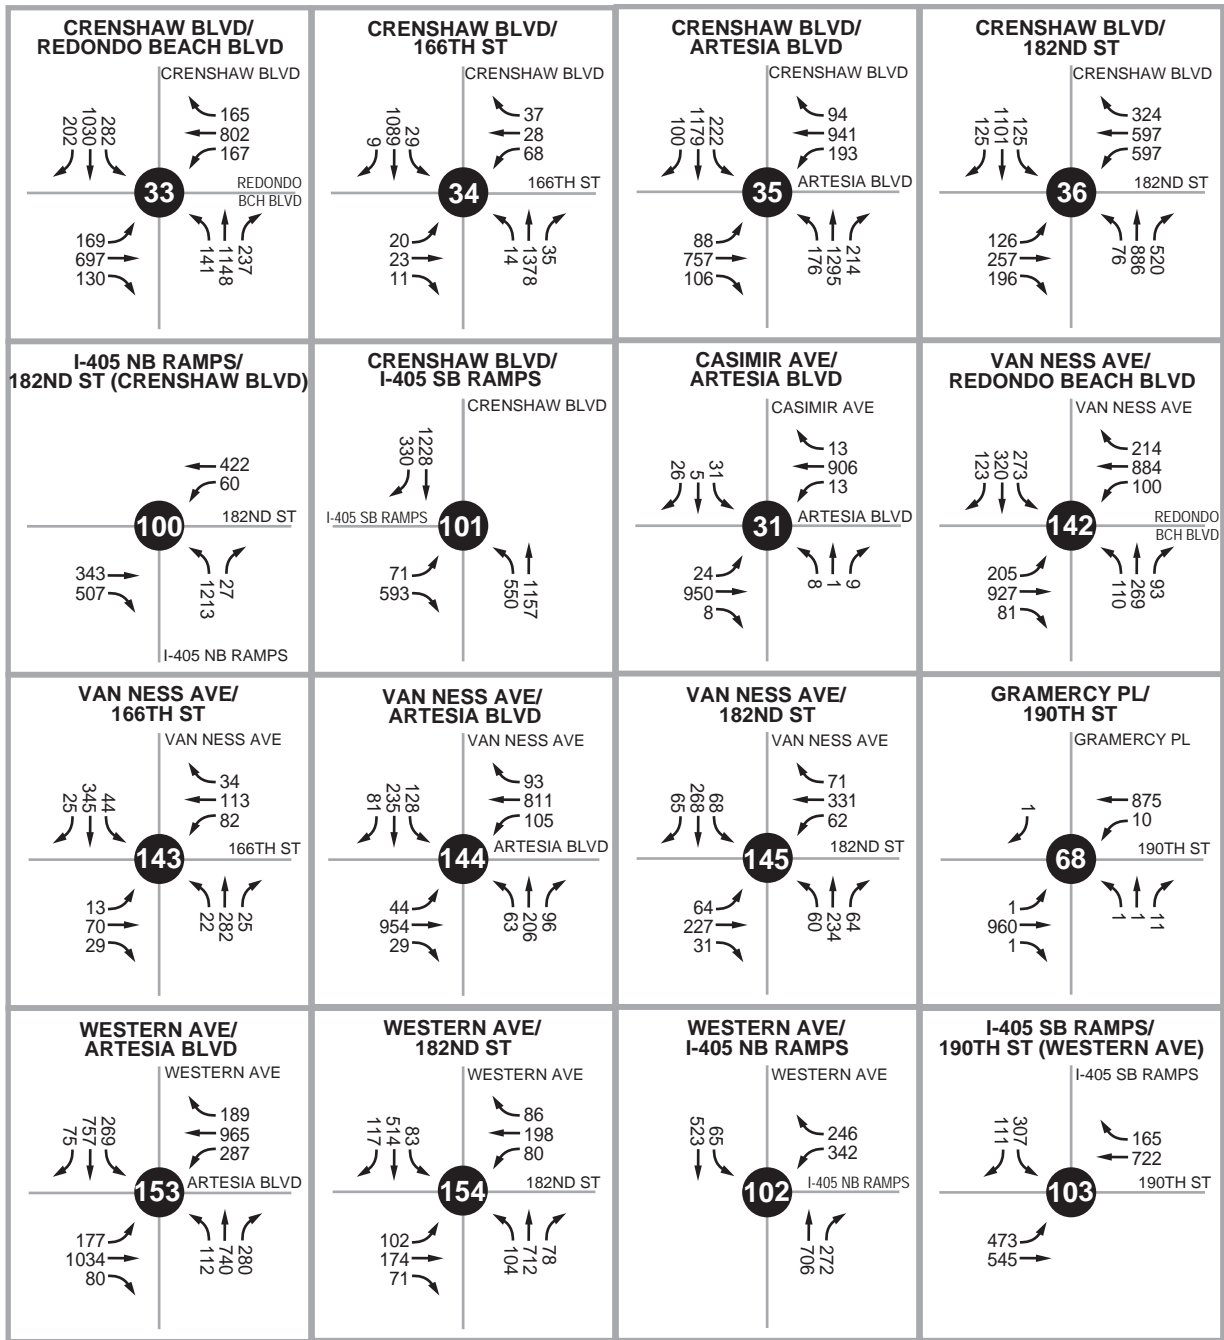 CRENSHAW BLVD/
REDONDO BEACH BLVD
CRENSHAW BLVD
202
1030
282
165
802
167
33
REDONDO
BCH BLVD
169
697
130
141
1148
237
CRENSHAW BLVD/
166TH ST
CRENSHAW BLVD
9
1089
29
37
28
68
34
166TH ST
20
23
11
14
1378
35
CRENSHAW BLVD/
ARTESIA BLVD
CRENSHAW BLVD
100
1179
222
94
941
193
35
ARTESIA BLVD
88
757
106
176
1295
214
CRENSHAW BLVD/
182ND ST
CRENSHAW BLVD
125
1101
125
324
597
597
36
182ND ST
126
257
196
76
886
520
I-405 NB RAMPS/
182ND ST (CRENSHAW BLVD)
422
60
100
182ND ST
343
507
1213
27
I-405 NB RAMPS
CRENSHAW BLVD/
I-405 SB RAMPS
CRENSHAW BLVD
330
1228
I-405 SB RAMPS
101
71
593
550
1157
CASIMIR AVE/
ARTESIA BLVD
CASIMIR AVE
26
5
31
13
906
13
31
ARTESIA BLVD
24
950
8
8
1
9
VAN NESS AVE/
REDONDO BEACH BLVD
VAN NESS AVE
123
320
273
214
884
100
142
REDONDO
BCH BLVD
205
927
81
110
269
93
VAN NESS AVE/
166TH ST
VAN NESS AVE
25
345
44
34
113
82
143
166TH ST
13
70
29
22
282
25
VAN NESS AVE/
ARTESIA BLVD
VAN NESS AVE
81
235
128
93
811
105
144
ARTESIA BLVD
44
954
29
63
206
96
VAN NESS AVE/
182ND ST
VAN NESS AVE
65
268
68
71
331
62
145
182ND ST
64
227
31
60
234
64
GRAMERCY PL/
190TH ST
GRAMERCY PL
1
875
10
68
190TH ST
1
960
1
1
1
11
WESTERN AVE/
ARTESIA BLVD
WESTERN AVE
75
757
269
189
965
287
153
ARTESIA BLVD
177
1034
80
112
740
280
WESTERN AVE/
182ND ST
WESTERN AVE
117
514
83
86
198
80
154
182ND ST
102
174
71
104
712
78
WESTERN AVE/
I-405 NB RAMPS
WESTERN AVE
523
65
246
342
102
I-405 NB RAMPS
706
272
I-405 SB RAMPS/
190TH ST (WESTERN AVE)
I-405 SB RAMPS
111
307
165
722
103
190TH ST
473
545